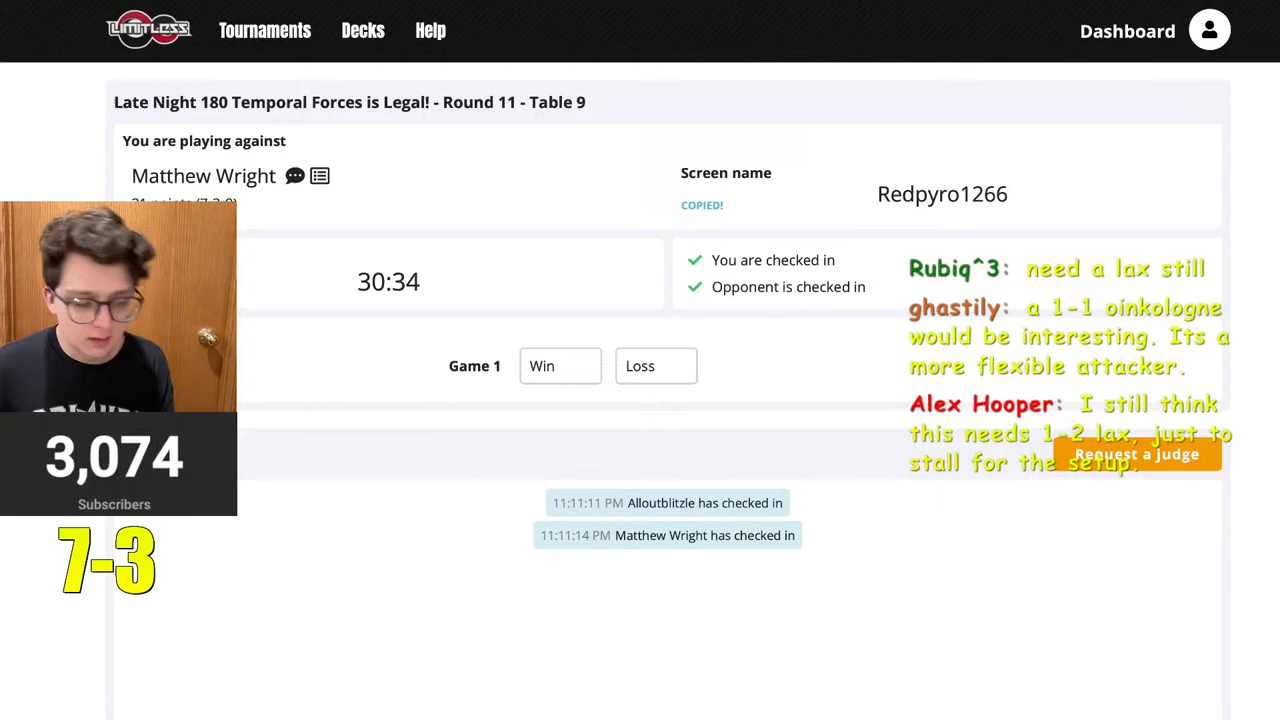 LIMITLESS Tournaments Decks Help Dashboard
Late Night 180 Temporal Forces is Legal! - Round 11 - Table 9
You are playing against
Matthew Wright
Screen name
COPIED!
Redpyro1266
30:34
You are checked in
Opponent is checked in
Game 1 Win Loss
Request a judge
11:11:11 PM Alloutblitzle has checked in
11:11:14 PM Matthew Wright has checked in
Rubiq^3: need a lax still
ghastily: a 1-1 oinkologne
would be interesting. Its a
more flexible attacker.
Alex Hooper: I still think
this needs 1-2 lax, just to
stall for the setup.
3,074
Subscribers
7-3